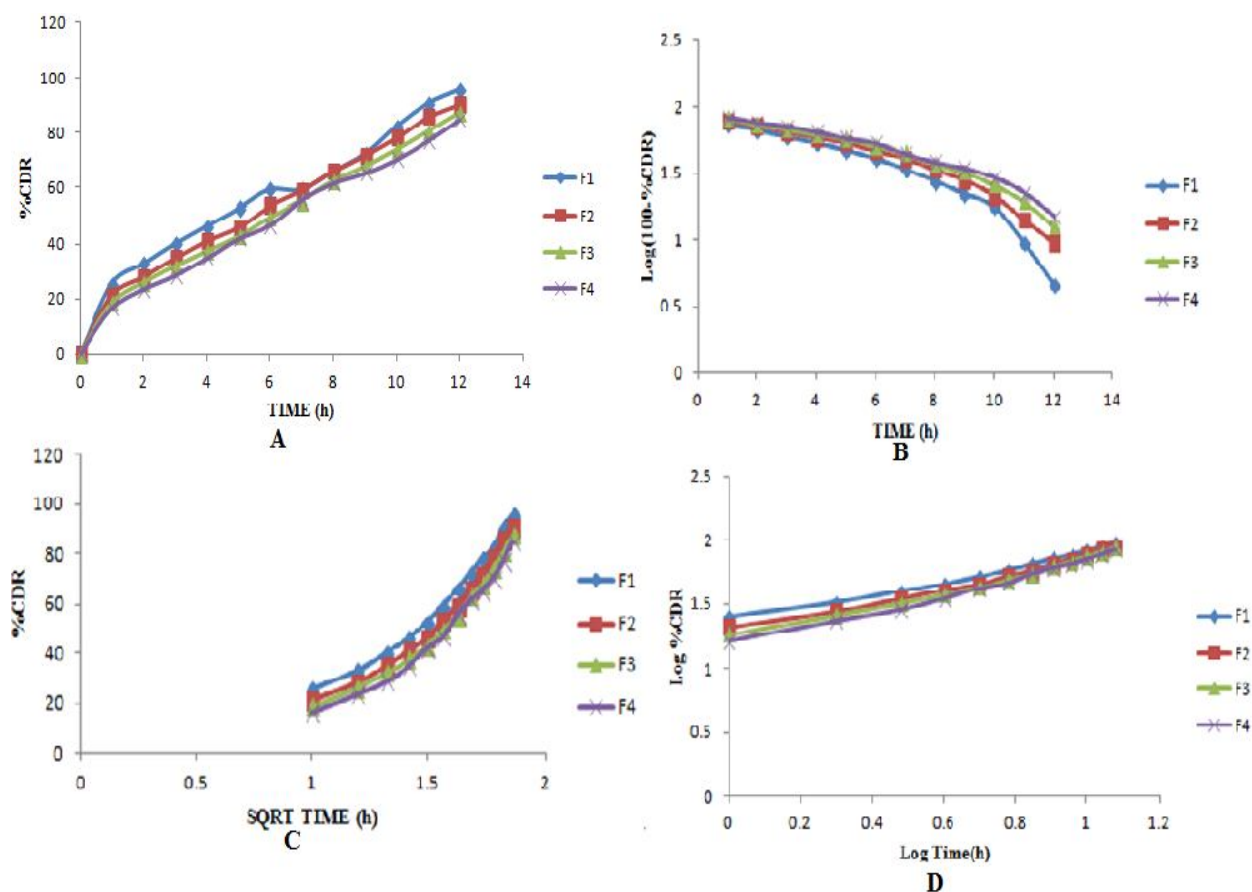 120
100
80
60
40
20
0
%CDR
0 2 4 6 8 10 12 14
TIME (h)
A
F1
F2
F3
F4
2.5
2
1.5
1
0.5
0
Log(100-%CDR)
0 2 4 6 8 10 12 14
TIME (h)
B
F1
F2
F3
F4
120
100
80
60
40
20
0
%CDR
0 0.5 1 1.5 2
SQRT TIME (h)
C
F1
F2
F3
F4
2.5
2
1.5
1
0.5
0
Log %CDR
0 0.2 0.4 0.6 0.8 1 1.2
Log Time(h)
D
F1
F2
F3
F4